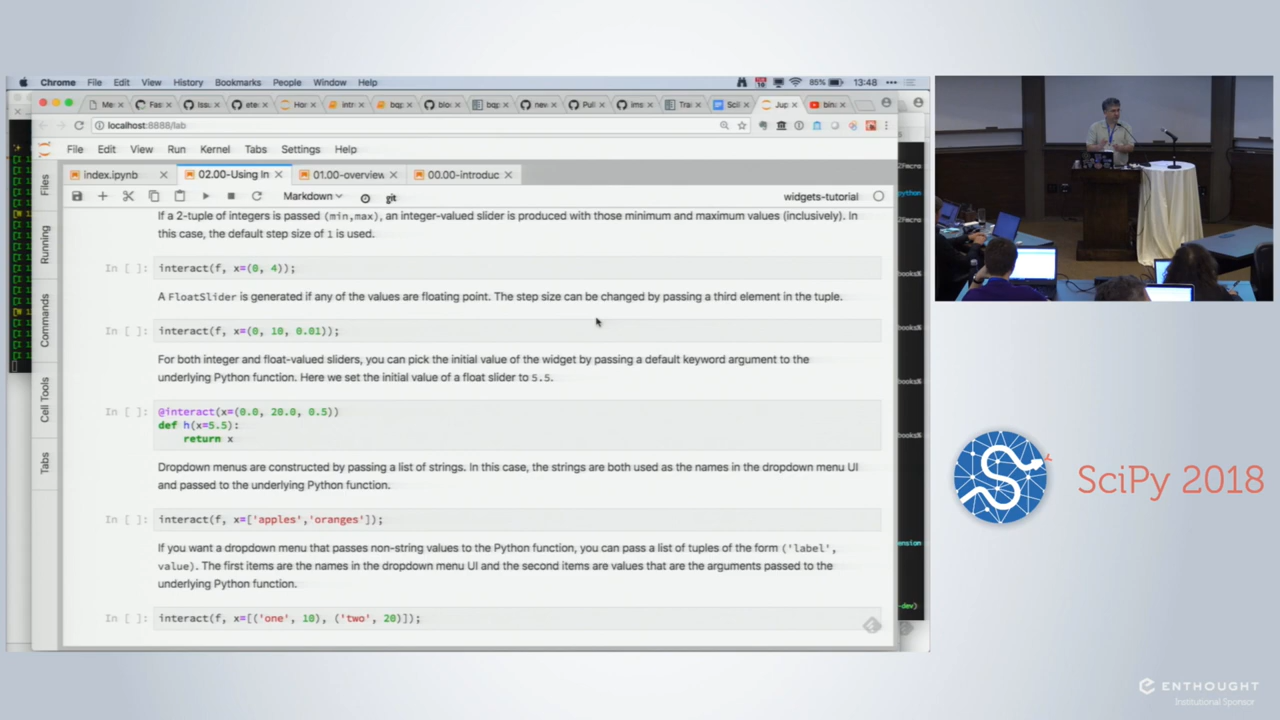 Chrome File Edit View History Bookmarks People Window Help 85% 13:48
localhost:8888/lab
File Edit View Run Kernel Tabs Settings Help
index.ipynb 02.00-Using In 01.00-overview. 00.00-introduc
Markdown git widgets-tutorial
Files
Running
Commands
Cell Tools
Tabs
If a 2-tuple of integers is passed (min,max), an integer-valued slider is produced with those minimum and maximum values (inclusively). In
this case, the default step size of 1 is used.
In [ ]: interact(f, x=(0, 4));
A FloatSlider is generated if any of the values are floating point. The step size can be changed by passing a third element in the tuple.
In [ ]: interact(f, x=(0, 10, 0.01));
For both integer and float-valued sliders, you can pick the initial value of the widget by passing a default keyword argument to the
underlying Python function. Here we set the initial value of a float slider to 5.5.
In [ ]: @interact(x=(0.0, 20.0, 0.5))
def h(x=5.5):
return x
Dropdown menus are constructed by passing a list of strings. In this case, the strings are both used as the names in the dropdown menu UI
and passed to the underlying Python function.
In [ ]: interact(f, x=['apples','oranges']);
If you want a dropdown menu that passes non-string values to the Python function, you can pass a list of tuples of the form ('label',
value). The first items are the names in the dropdown menu UI and the second items are values that are the arguments passed to the
underlying Python function.
In [ ]: interact(f, x=[('one', 10), ('two', 20)]);
SciPy 2018
ENTHOUGHT
Institutional Sponsor